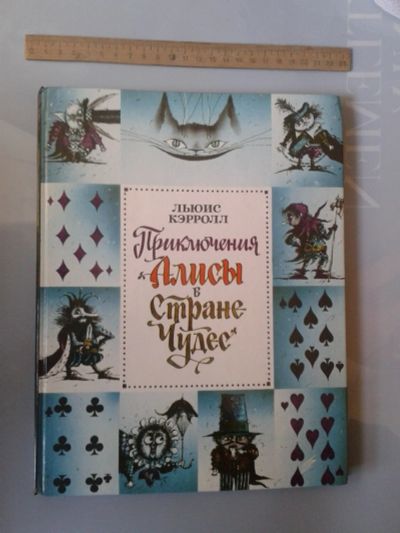 ЛЬЮИС
КЭРРОЛЛ
Приключения
Алисы
в
Стране
Чудес